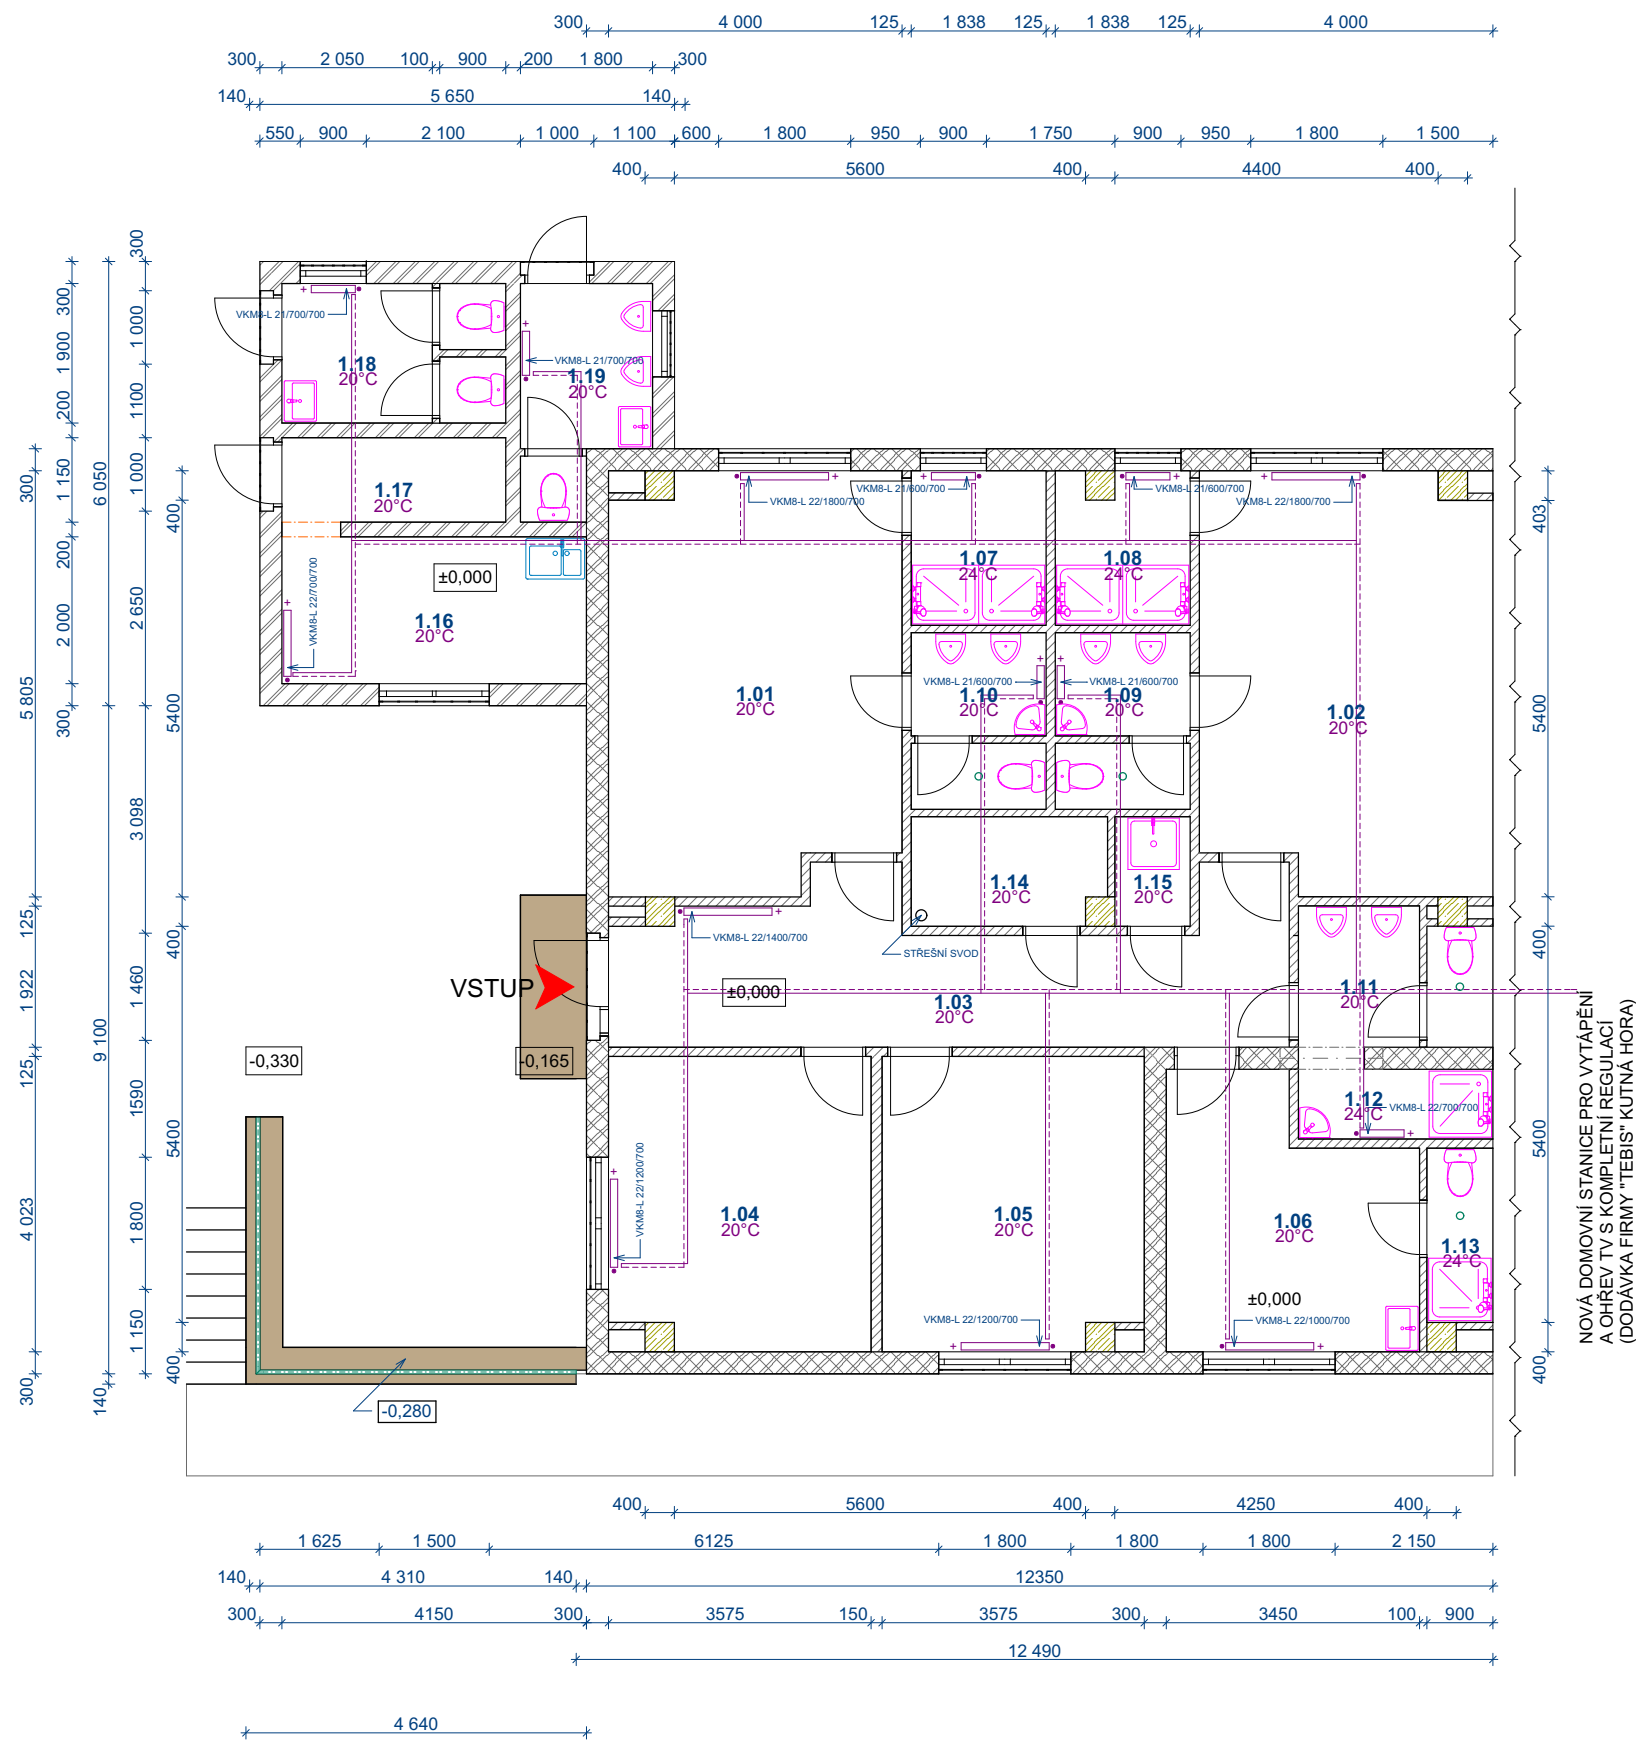 300 4 000 125 1 838 125 1 838 125 4 000
300 2 050 100 900 200 1 800 300
140 5 650 140
550 900 2 100 1 000 1 100 600 1 800 950 900 1 750 900 950 1 800 1 500
400 5600 400 4400 400
300 5 805 125 1 922 125 4 023 300
300 1 900 200 1 150 200 2 000 300
6 050 9 100 140
300 1 000 1100 1 000 2 650 3 098 1 460 1590 1 800 1 150
400 5400 400 5400 400
403 5400 400 5400 400
VKM8-L 21/700/700
1.18
20°C
VKM8-L 21/700/700
1.19
20°C
1.17
20°C
±0,000
VKM8-L 22/700/700
1.16
20°C
VKM8-L 22/1800/700
VKM8-L 21/600/700
VKM8-L 21/600/700
VKM8-L 22/1800/700
1.07
24°C
1.08
24°C
1.01
20°C
VKM8-L 21/600/700
1.10
20°C
VKM8-L 21/600/700
1.09
20°C
1.02
20°C
1.14
20°C
1.15
20°C
VKM8-L 22/1400/700
STŘEŠNÍ SVOD
VSTUP
±0,000
1.03
20°C
1.11
20°C
-0,330
-0,165
1.12
24°C
VKM8-L 22/700/700
VKM8-L 22/1200/700
1.04
20°C
1.05
20°C
1.06
20°C
1.13
24°C
±0,000
VKM8-L 22/1200/700
VKM8-L 22/1000/700
-0,280
NOVÁ DOMOVNÍ STANICE PRO VYTÁPĚNÍ
A OHŘEV TV S KOMPLETNÍ REGULACÍ
(DODÁVKA FIRMY "TEBIS" KUTNÁ HORA)
400 5600 400 4250 400
1 625 1 500 6125 1 800 1 800 1 800 2 150
140 4 310 140 12350
300 4150 300 3575 150 3575 300 3450 100 900
12 490
4 640